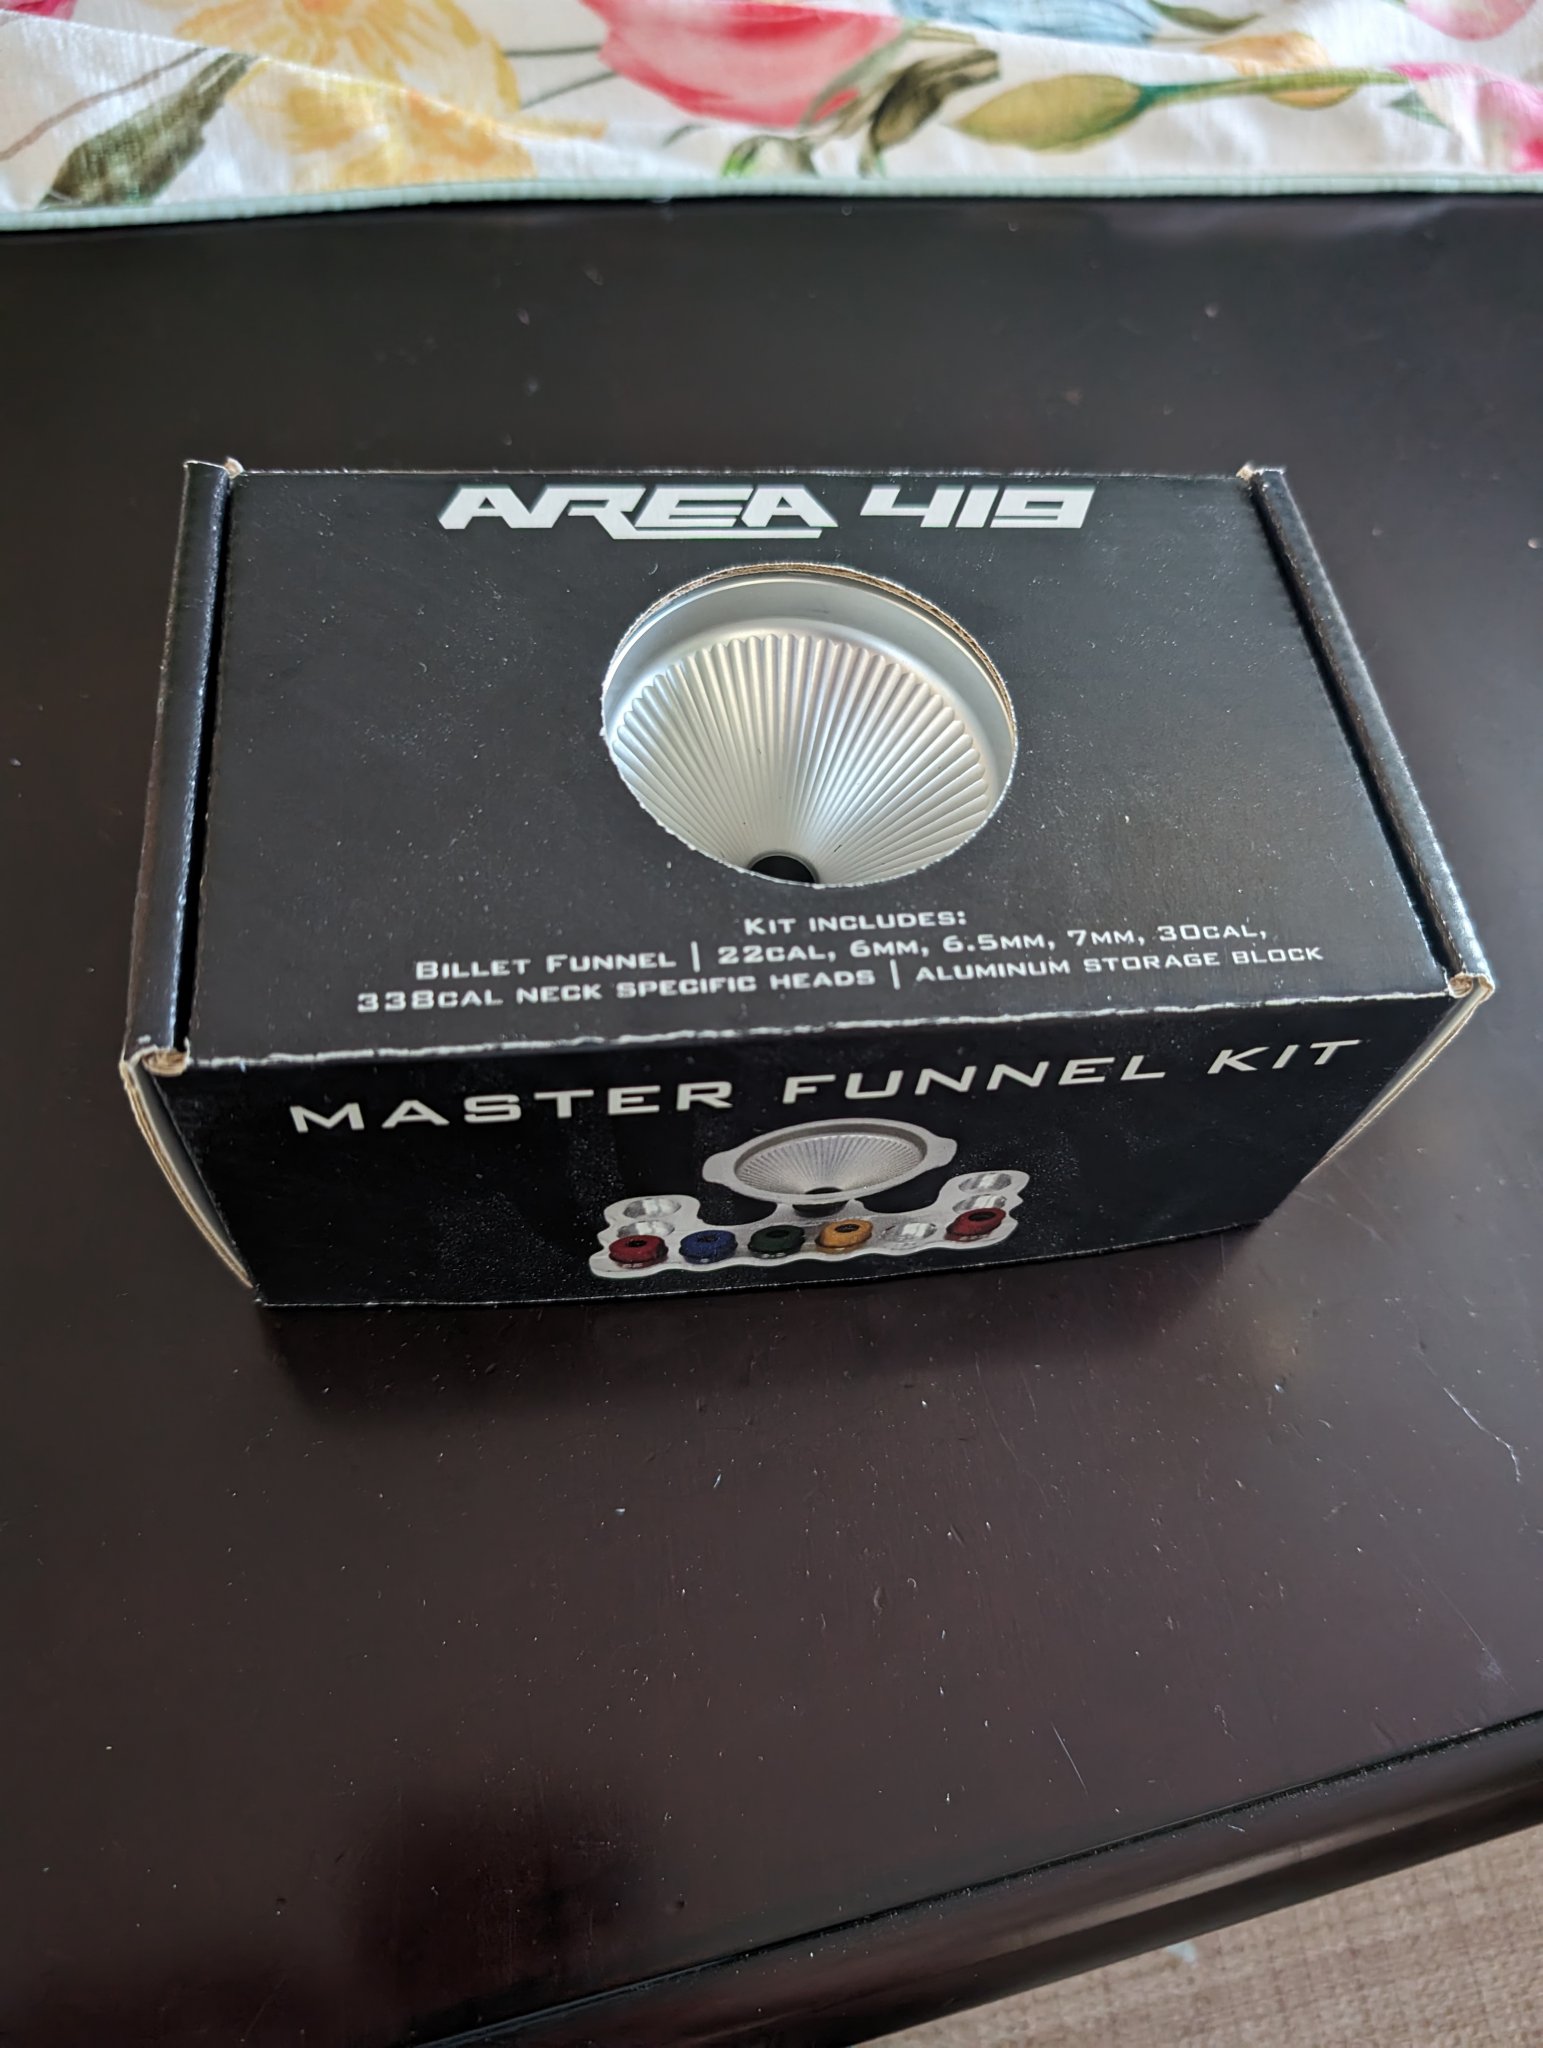 AREA 419
KIT INCLUDES:
BILLET FUNNEL | 22CAL, 6MM, 6.5MM, 7MM, 30CAL,
338CAL NECK SPECIFIC HEADS | ALUMINUM STORAGE BLOCK
MASTER FUNNEL KIT